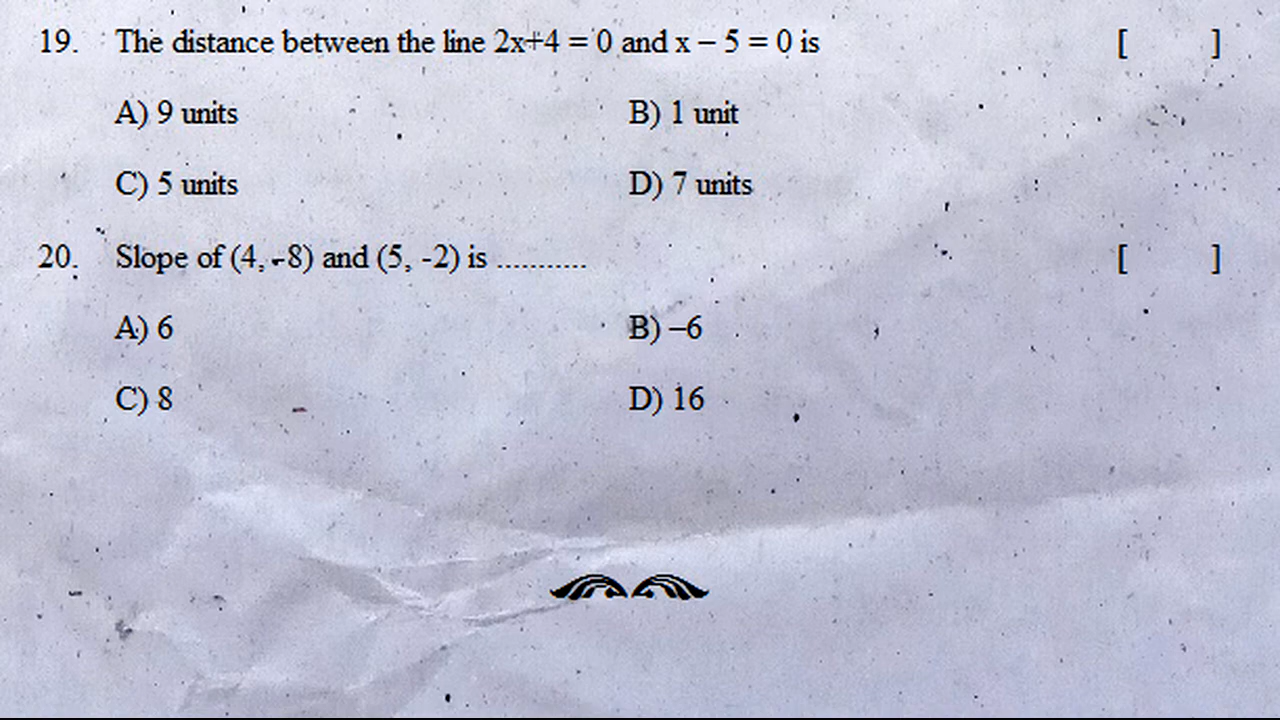 19. The distance between the line 2x+4 = 0 and x – 5 = 0 is [ ]
A) 9 units B) 1 unit
C) 5 units D) 7 units
20. Slope of (4, -8) and (5, -2) is ........... [ ]
A) 6 B) –6
C) 8 D) 16